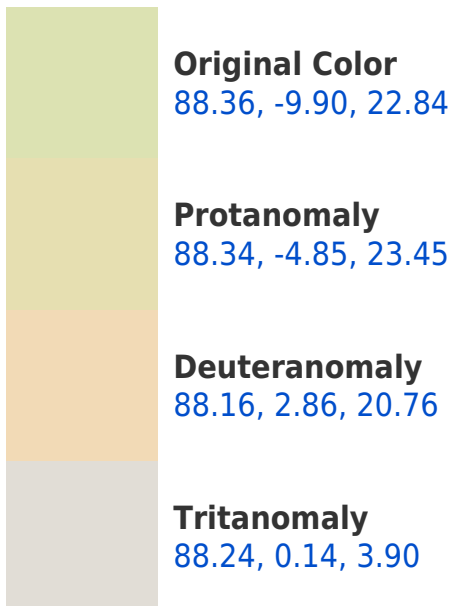 Original Color
88.36, -9.90, 22.84
Protanomaly
88.34, -4.85, 23.45
Deuteranomaly
88.16, 2.86, 20.76
Tritanomaly
88.24, 0.14, 3.90